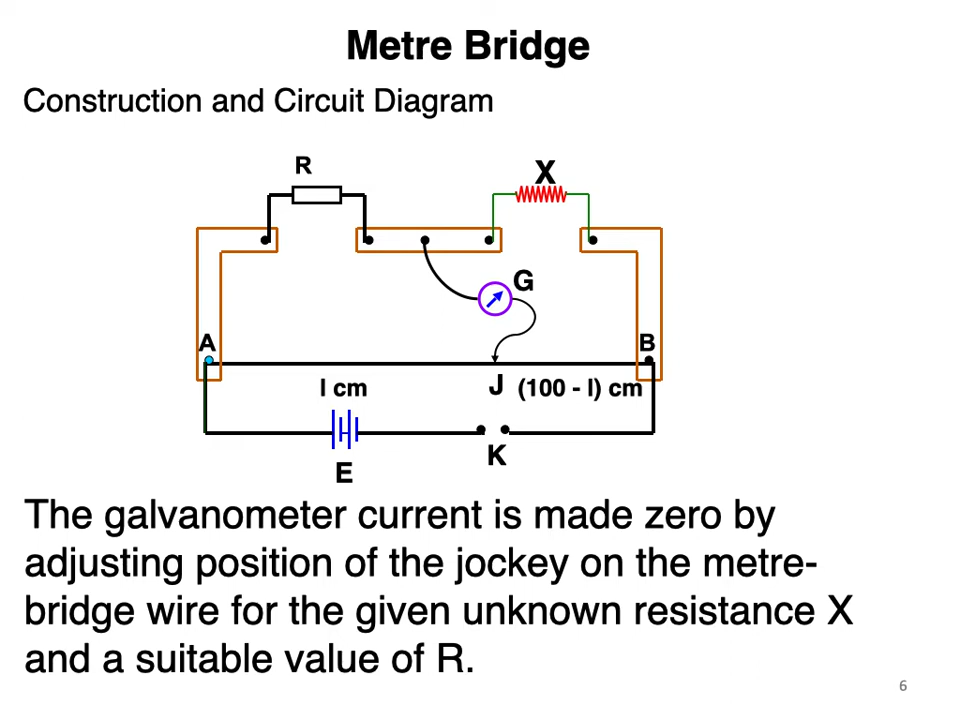 Metre Bridge
Construction and Circuit Diagram
R
X
G
A
B
l cm
J
(100 - l) cm
K
E
The galvanometer current is made zero by
adjusting position of the jockey on the metre-
bridge wire for the given unknown resistance X
and a suitable value of R.
6